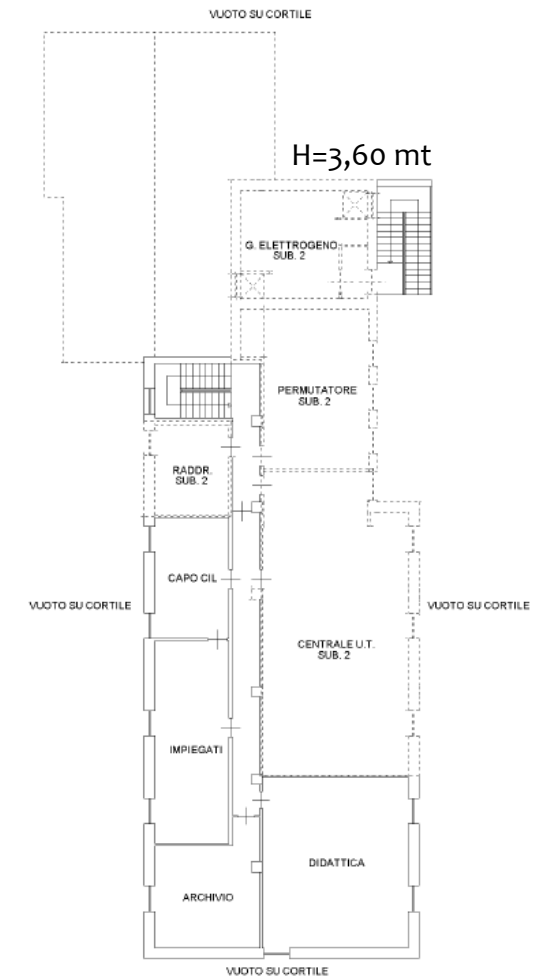 VUOTO SU CORTILE
H=3,60 mt
G. ELETTROGENO
SUB. 2
PERMUTATORE
SUB. 2
RADDR.
SUB. 2
CAPO CIL
VUOTO SU CORTILE
VUOTO SU CORTILE
CENTRALE U.T.
SUB. 2
IMPIEGATI
DIDATTICA
ARCHIVIO
VUOTO SU CORTILE